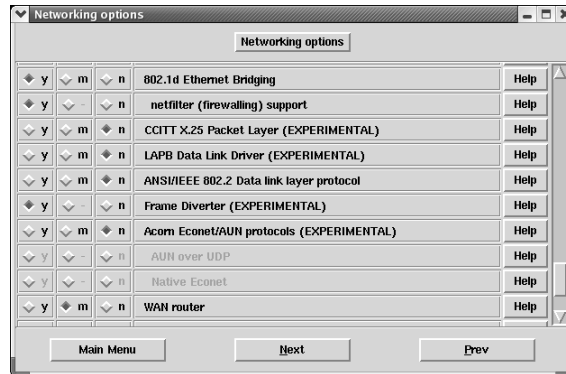 Networking options
Networking options
y m n 802.1d Ethernet Bridging Help
y - n netfilter (firewalling) support Help
y m n CCITT X.25 Packet Layer (EXPERIMENTAL) Help
y m n LAPB Data Link Driver (EXPERIMENTAL) Help
y m n ANSI/IEEE 802.2 Data link layer protocol Help
y - n Frame Diverter (EXPERIMENTAL) Help
y m n Acorn Econet/AUN protocols (EXPERIMENTAL) Help
y - n AUN over UDP Help
y - n Native Econet Help
y m n WAN router Help
Main Menu Next Prev